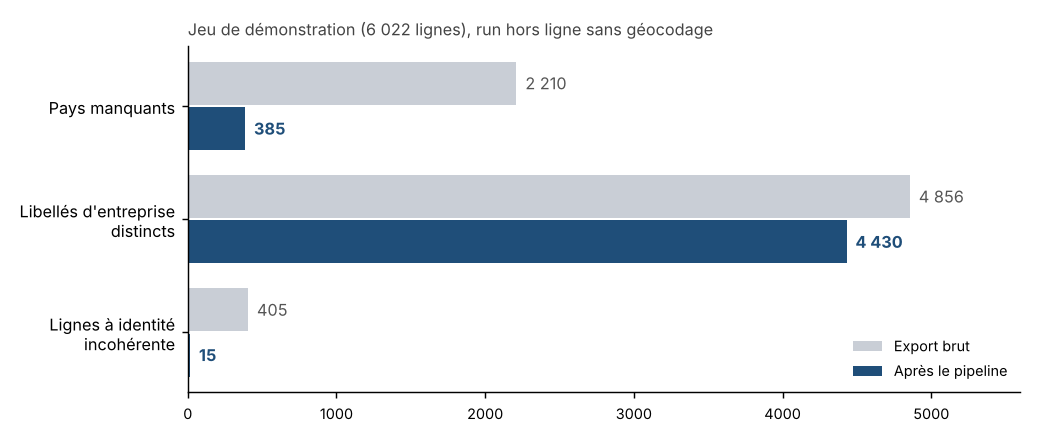 Jeu de démonstration (6 022 lignes), run hors ligne sans géocodage
Pays manquants
2 210
385
Libellés d'entreprise
distincts
4 856
4 430
Lignes à identité
incohérente
405
15
Export brut
Après le pipeline
0 1000 2000 3000 4000 5000